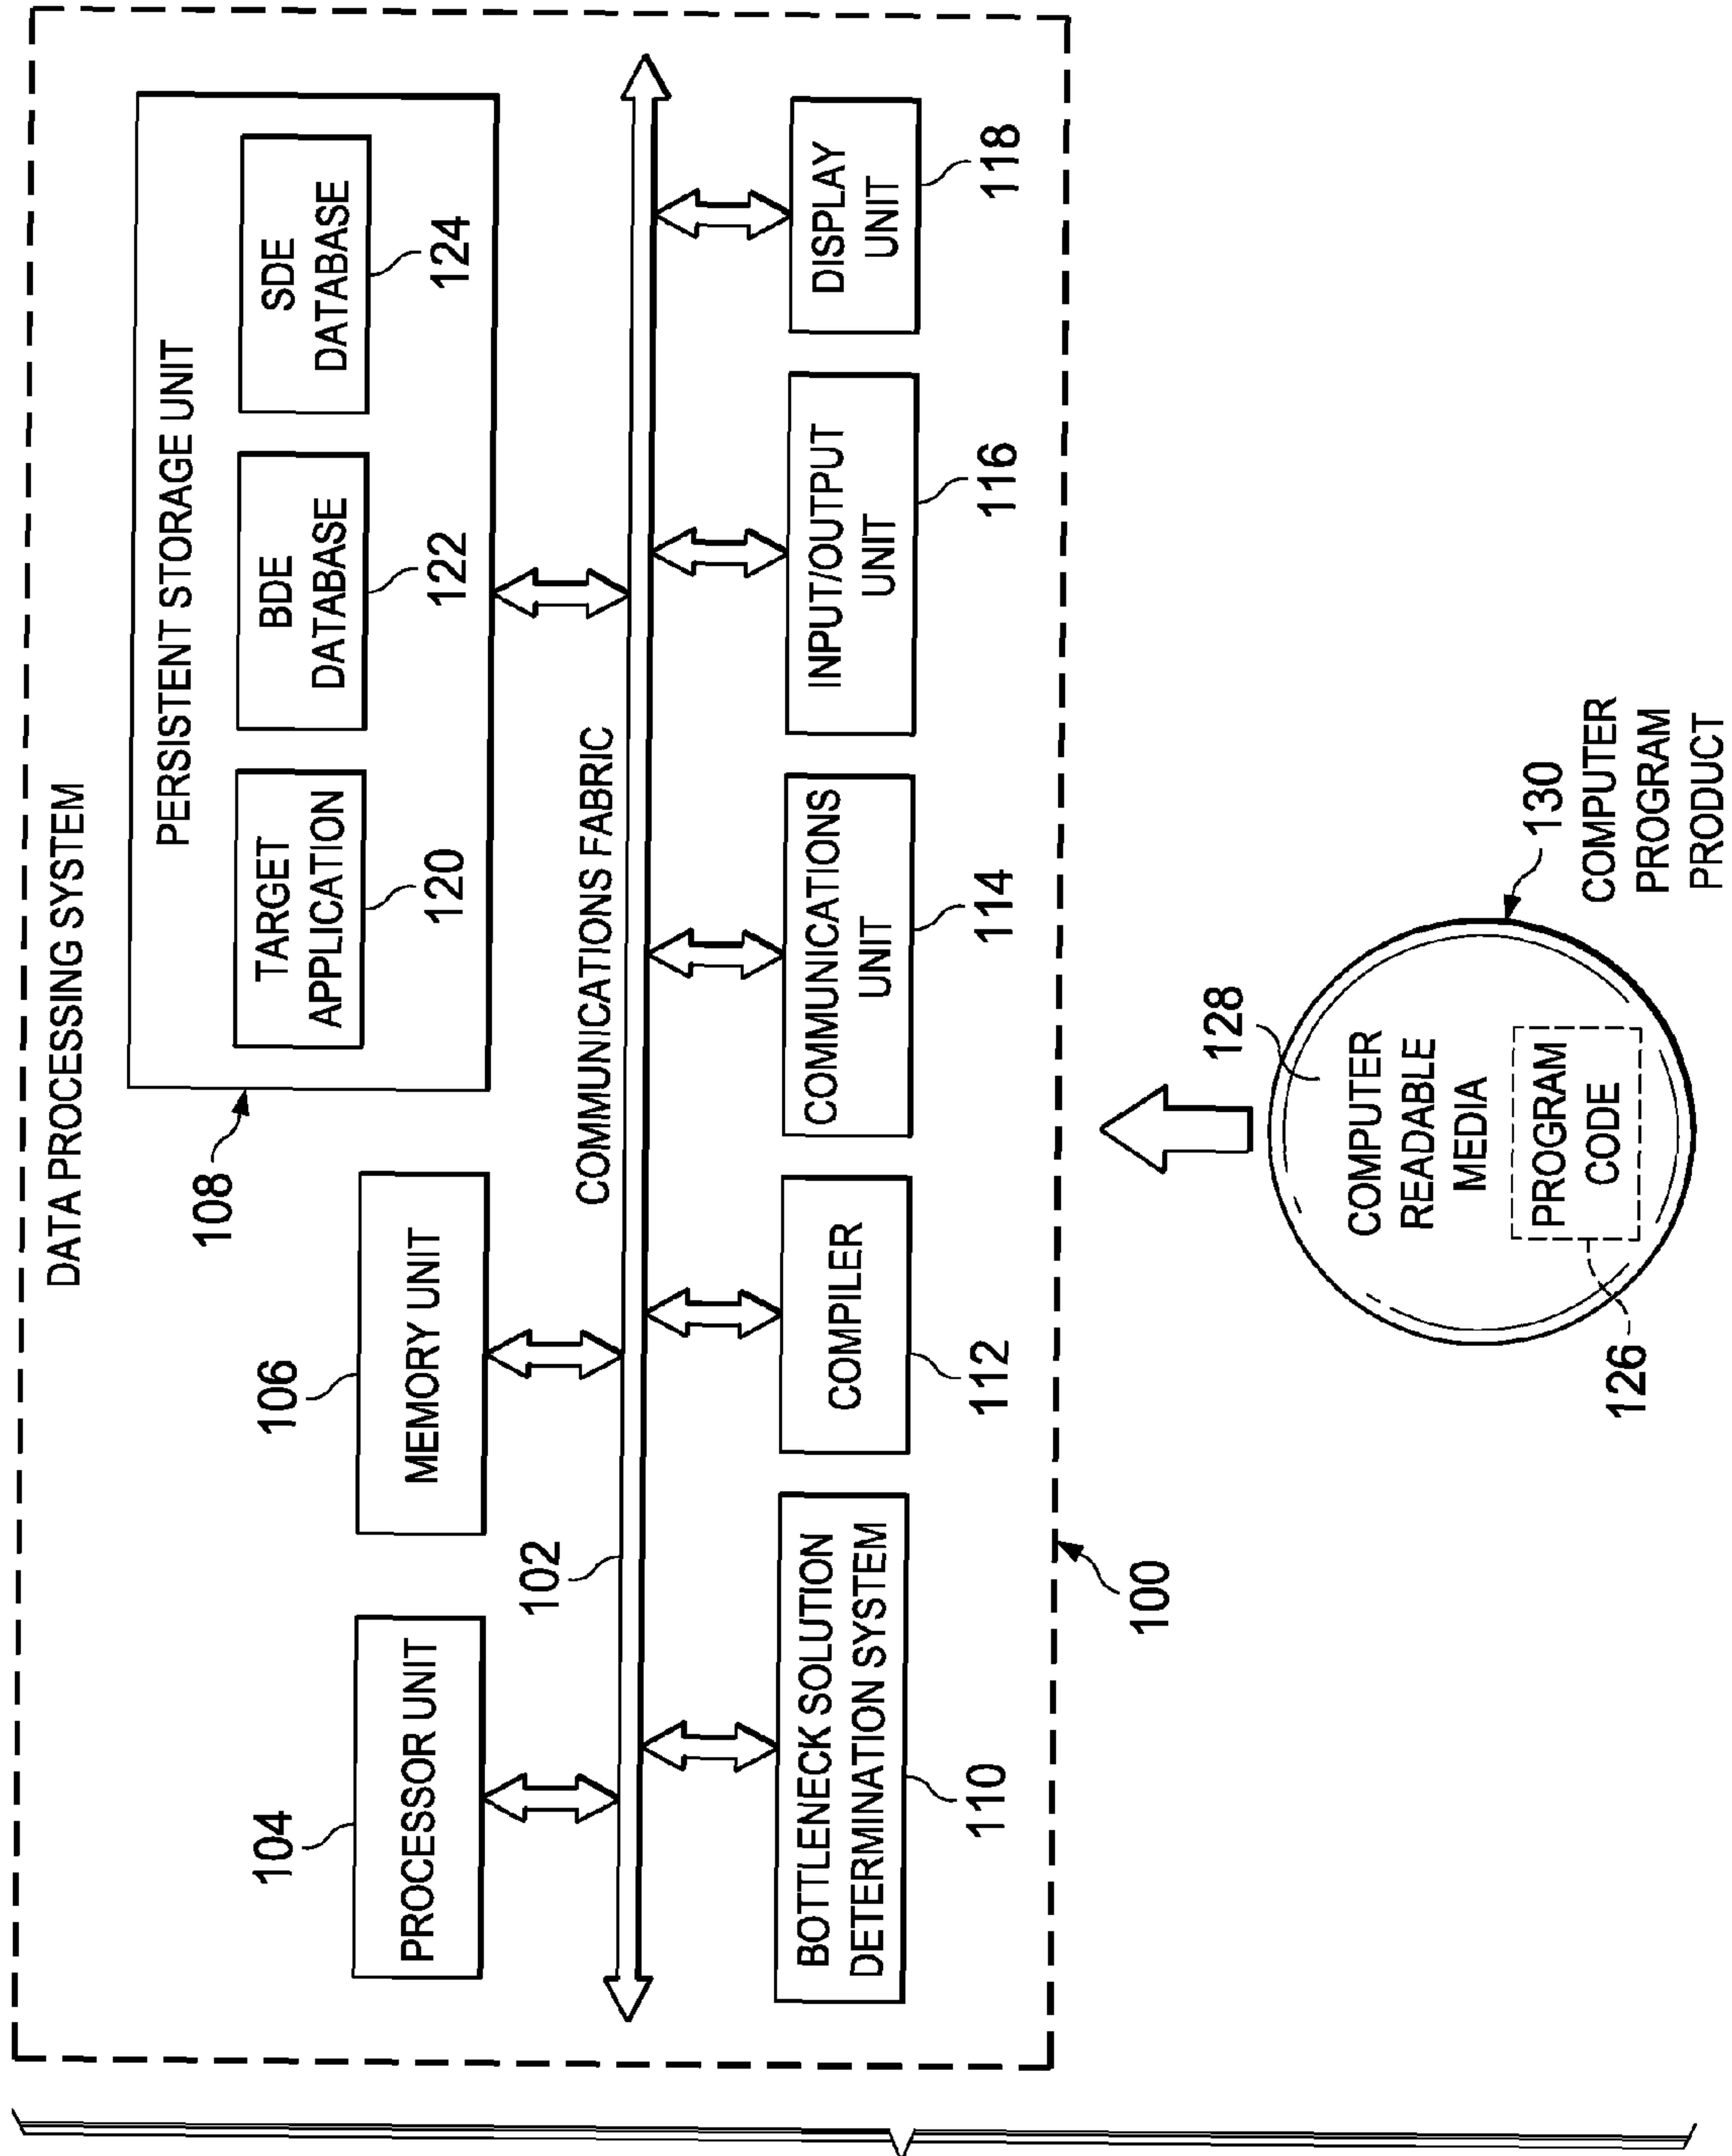 DATA PROCESSING SYSTEM
104
PROCESSOR UNIT
106
MEMORY UNIT
108
PERSISTENT STORAGE UNIT
TARGET
APPLICATION
120
BDE
DATABASE
122
SDE
DATABASE
124
102
COMMUNICATIONS FABRIC
BOTTLENECK SOLUTION
DETERMINATION SYSTEM
110
COMPILER
112
COMMUNICATIONS
UNIT
114
INPUT/OUTPUT
UNIT
116
DISPLAY
UNIT
118
100
128
COMPUTER
READABLE
MEDIA
PROGRAM
CODE
126
130
COMPUTER
PROGRAM
PRODUCT